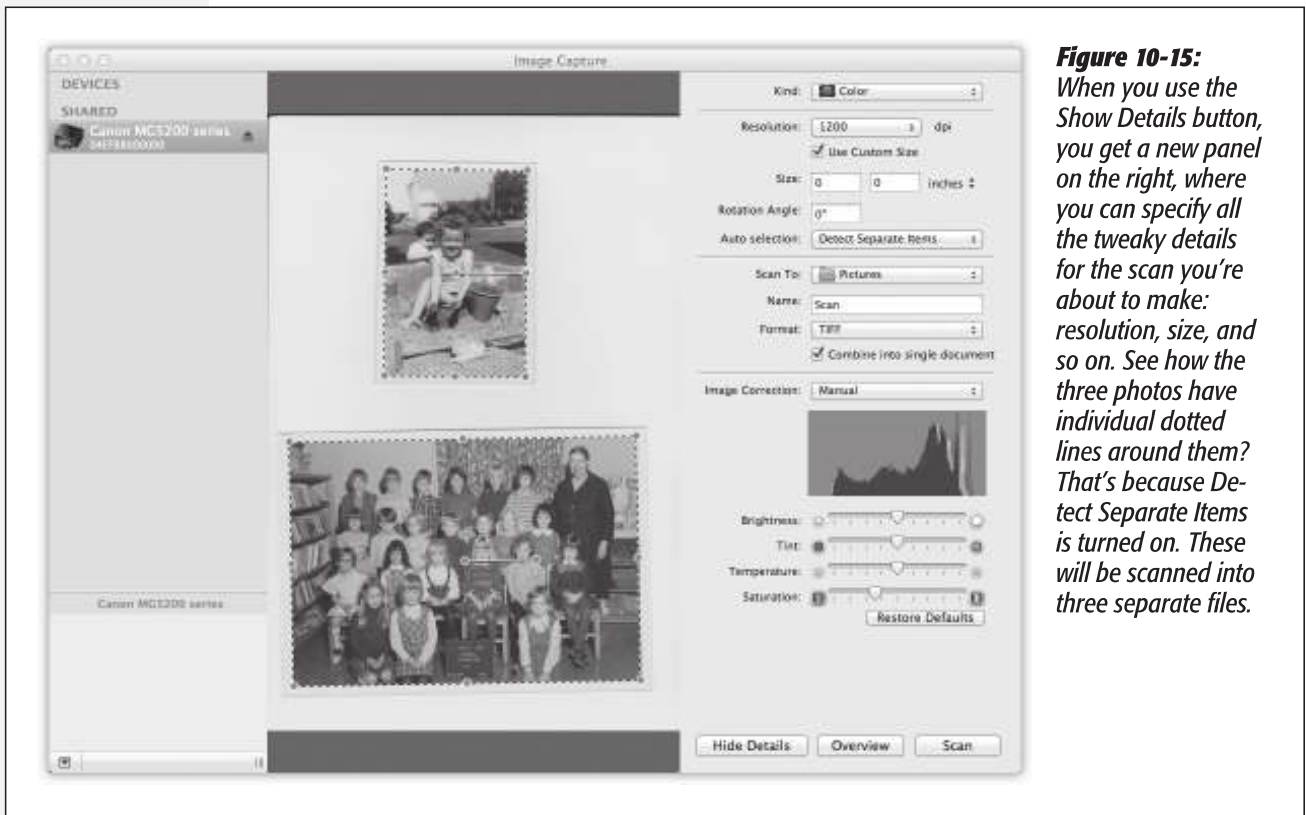 Image Capture
DEVICES
SHARED
Canon MG5200 series
Kind: Color
Resolution: 1200 dpi
Use Custom Size
Size: 0 0 inches
Rotation Angle: 0°
Auto selection: Detect Separate Items
Scan To: Pictures
Name: Scan
Format: TIFF
Combine into single document
Image Correction: Manual
Brightness:
Tint:
Temperature:
Saturation:
Restore Defaults
Canon MG5200 series
Hide Details Overview Scan
Figure 10-15:
When you use the
Show Details button,
you get a new panel
on the right, where
you can specify all
the tweaky details
for the scan you’re
about to make:
resolution, size, and
so on. See how the
three photos have
individual dotted
lines around them?
That’s because De-
tect Separate Items
is turned on. These
will be scanned into
three separate files.